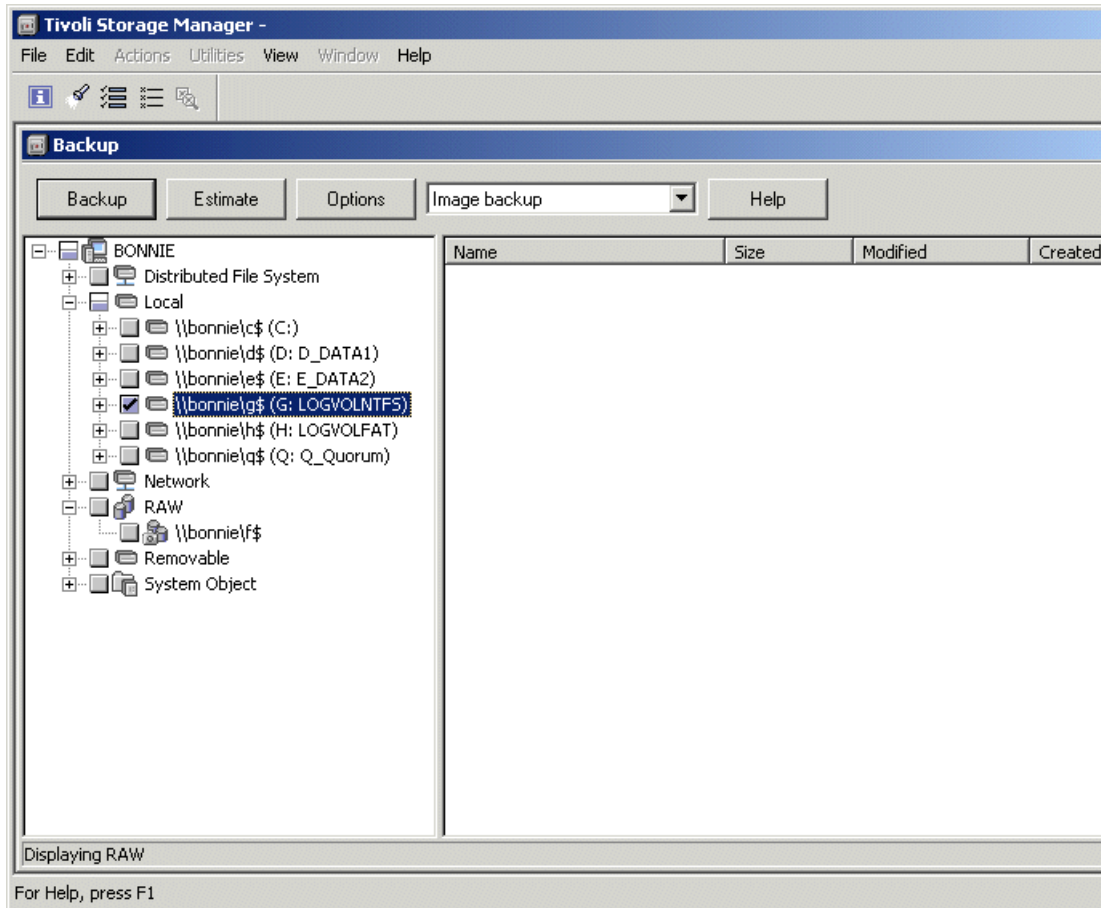 Tivoli Storage Manager -
File Edit Actions Utilities View Window Help
Backup
Backup Estimate Options Image backup Help
BONNIE
Name Size Modified Created
Distributed File System
Local
\\bonnie\c$ (C:)
\\bonnie\d$ (D: D_DATA1)
\\bonnie\e$ (E: E_DATA2)
\\bonnie\g$ (G: LOGVOLNTFS)
\\bonnie\h$ (H: LOGVOLFAT)
\\bonnie\q$ (Q: Q_Quorum)
Network
RAW
\\bonnie\f$
Removable
System Object
Displaying RAW
For Help, press F1